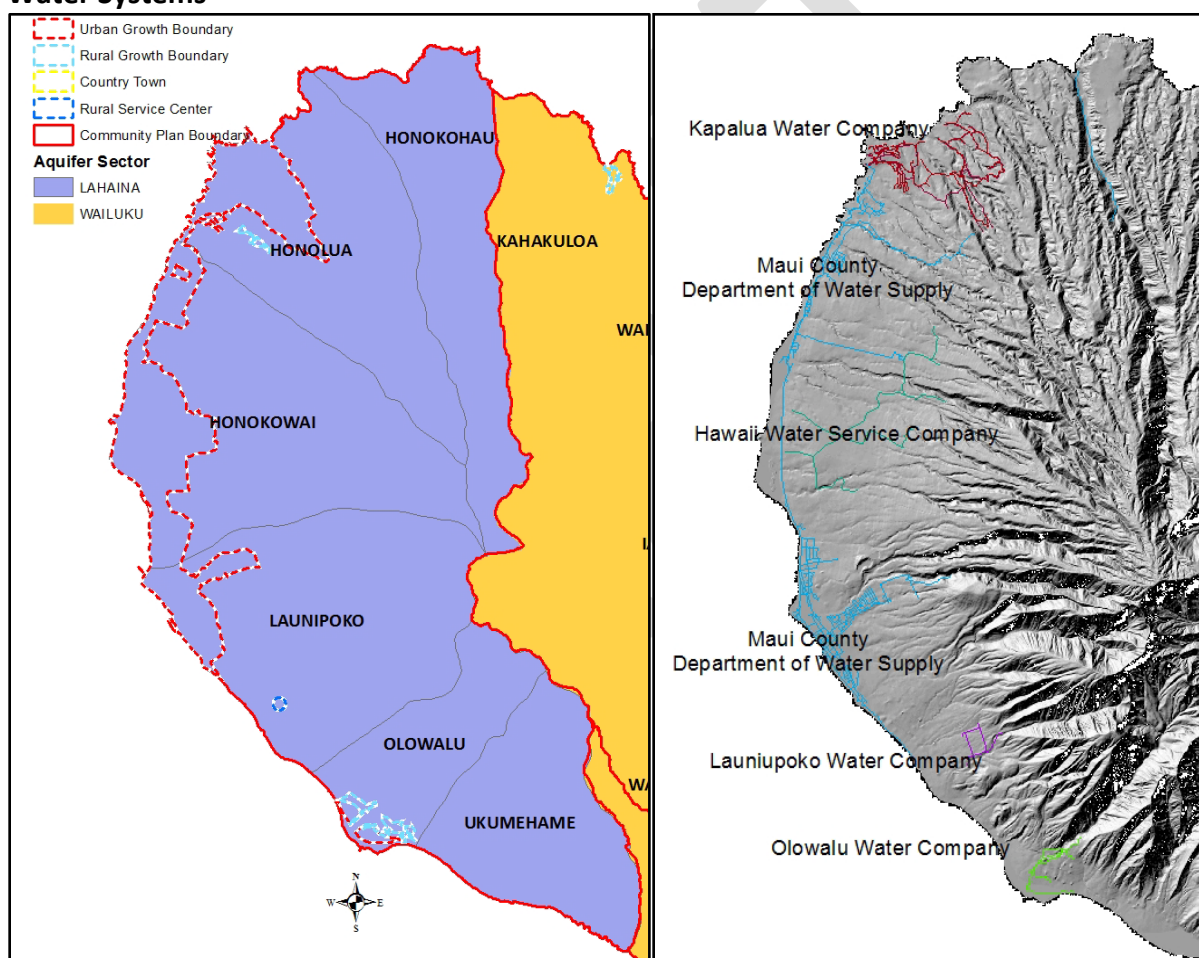 Water Systems
Urban Growth Boundary
Rural Growth Boundary
Country Town
Rural Service Center
Community Plan Boundary
Aquifer Sector
LAHAINA
WAILUKU
HONOKOHAU
KAHAKULOA
HONOLUA
HONOKOWAI
LAUNIPOKO
OLOWALU
UKUMEHAME
N
W E
S
Kapalua Water Company
Maui County
Department of Water Supply
Hawaii Water Service Company
Maui County
Department of Water Supply
Launiupoko Water Company
Olowalu Water Company